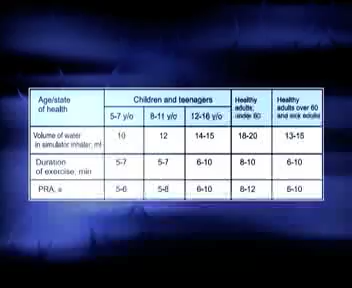 Age/state
of health
Children and teenagers
5-7 y/o
8-11 y/o
12-16 y/o
Healthy
adults,
under 60
Healthy
adults over 60
and sick adults
Volume of water
in simulator inhaler, ml
10
12
14-15
18-20
13-15
Duration
of exercise, min
5-7
5-7
6-10
8-10
6-10
PRA, s
5-6
5-8
6-10
8-12
8-10